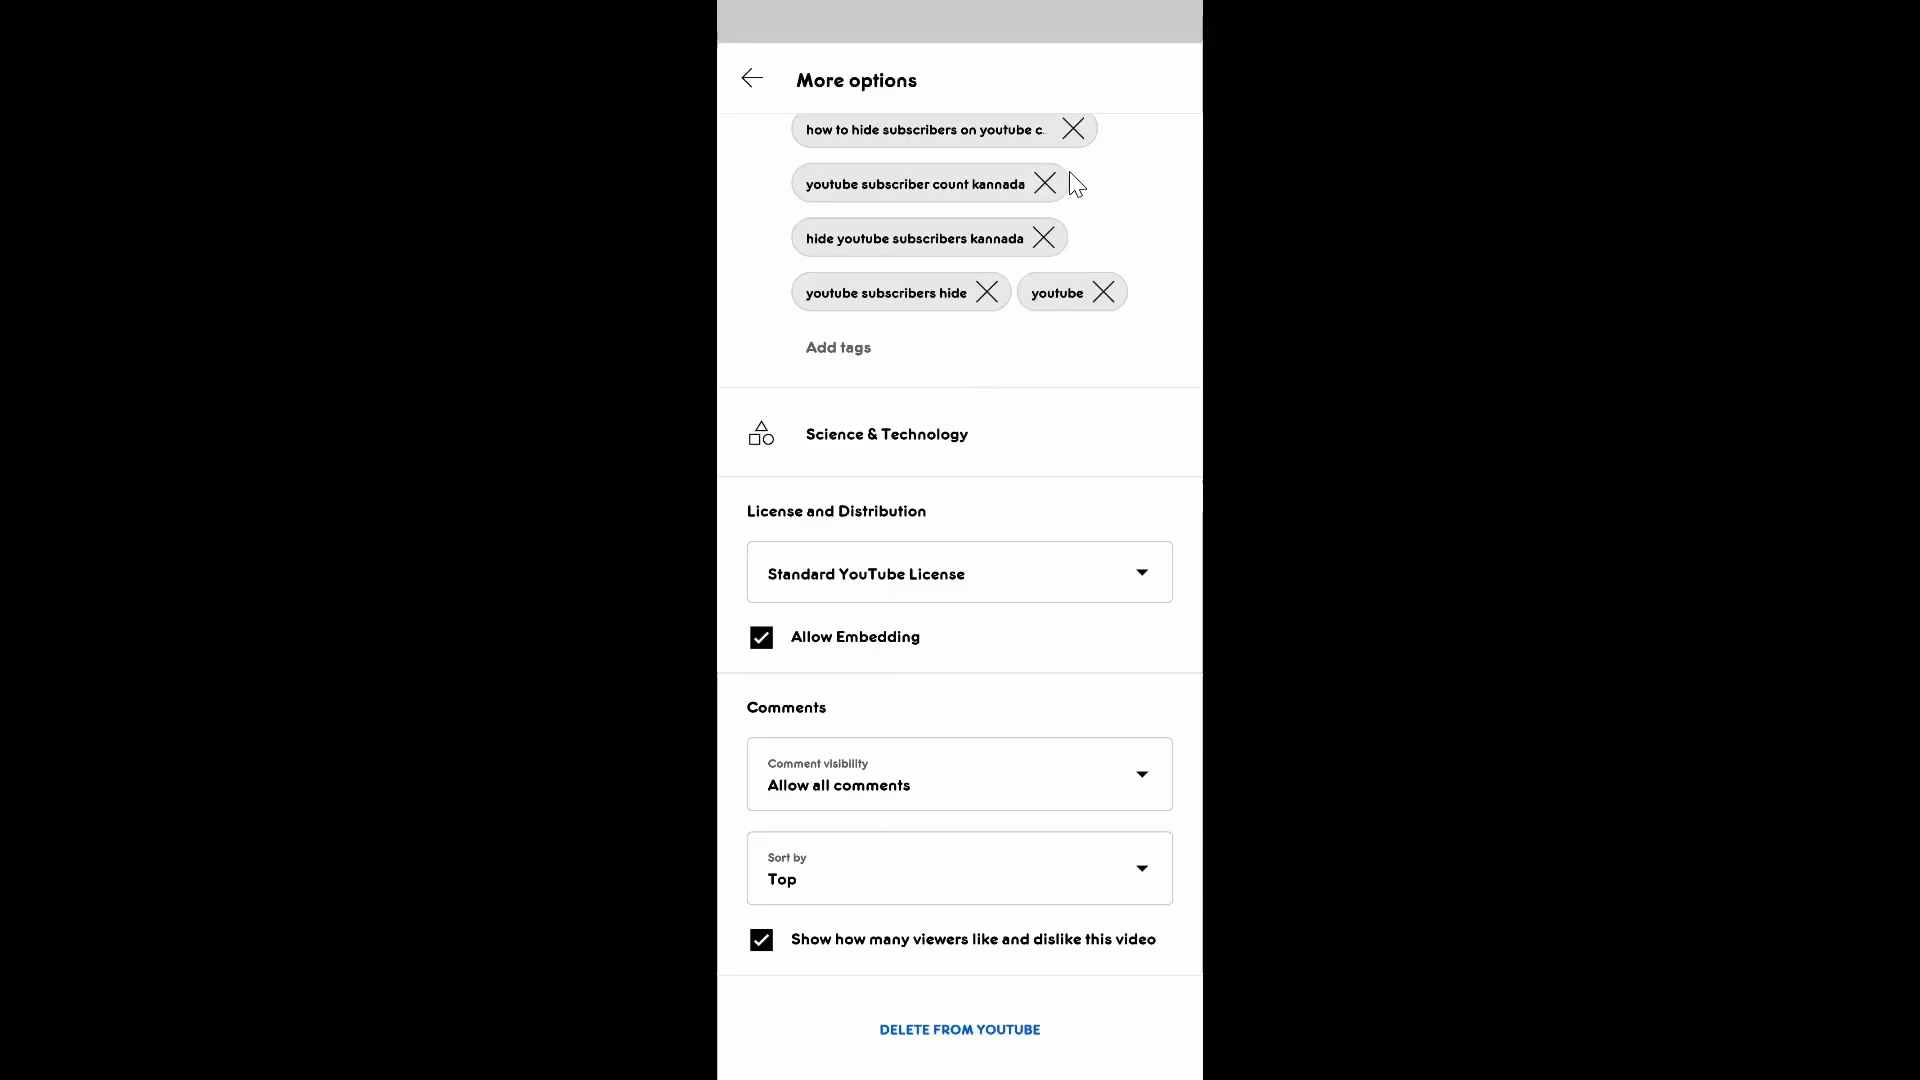 More options
how to hide subscribers on youtube c...
youtube subscriber count kannada
hide youtube subscribers kannada
youtube subscribers hide
youtube
Add tags
Science & Technology
License and Distribution
Standard YouTube License
Allow Embedding
Comments
Comment visibility
Allow all comments
Sort by
Top
Show how many viewers like and dislike this video
DELETE FROM YOUTUBE